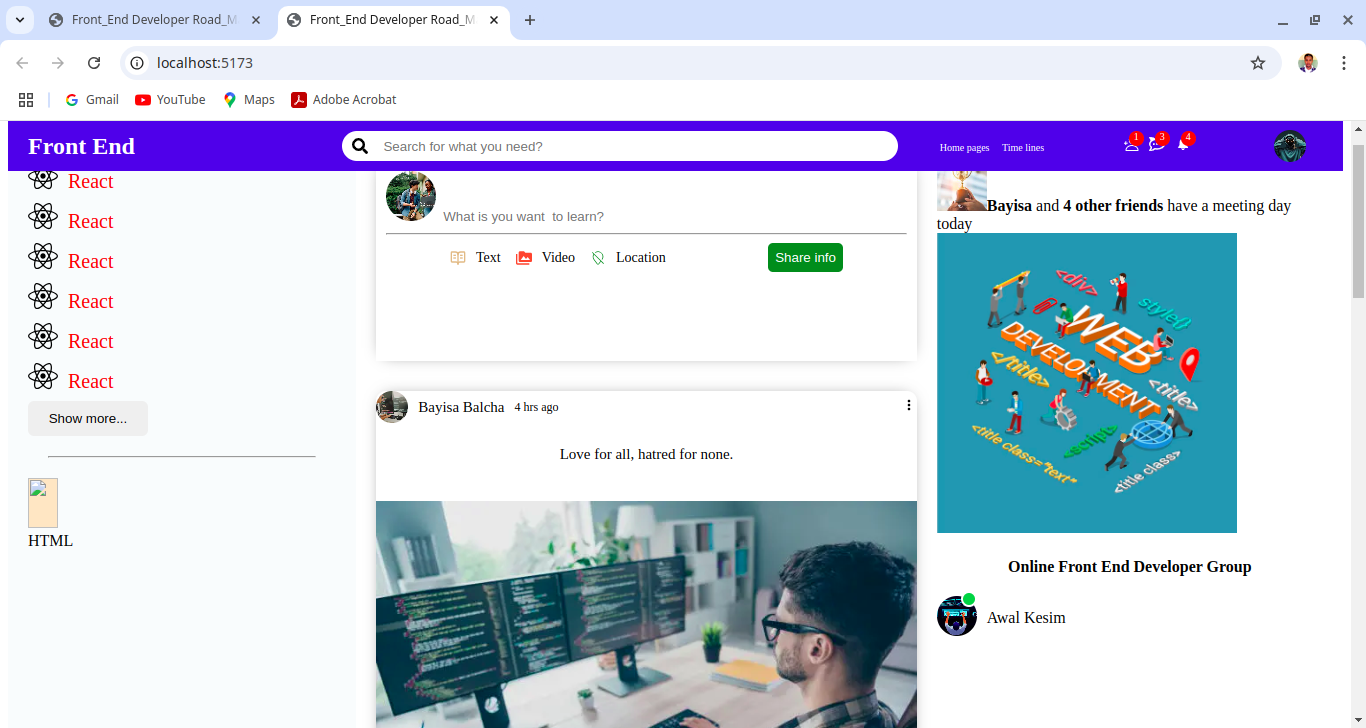 Front_End Developer Road_M
Front_End Developer Road_M
localhost:5173
Gmail
YouTube
Maps
Adobe Acrobat
Front End
Search for what you need?
Home pages
Time lines
1
3
4
React
React
React
React
React
React
Show more...
HTML
What is you want  to learn?
Text
Video
Location
Share info
Bayisa Balcha
4 hrs ago
Love for all, hatred for none.
Bayisa and 4 other friends have a meeting day
today
<div>
style{}
WEB
DEVELOPMENT
</title>
<title>
<script>
<title class="text"
<title class>
Online Front End Developer Group
Awal Kesim